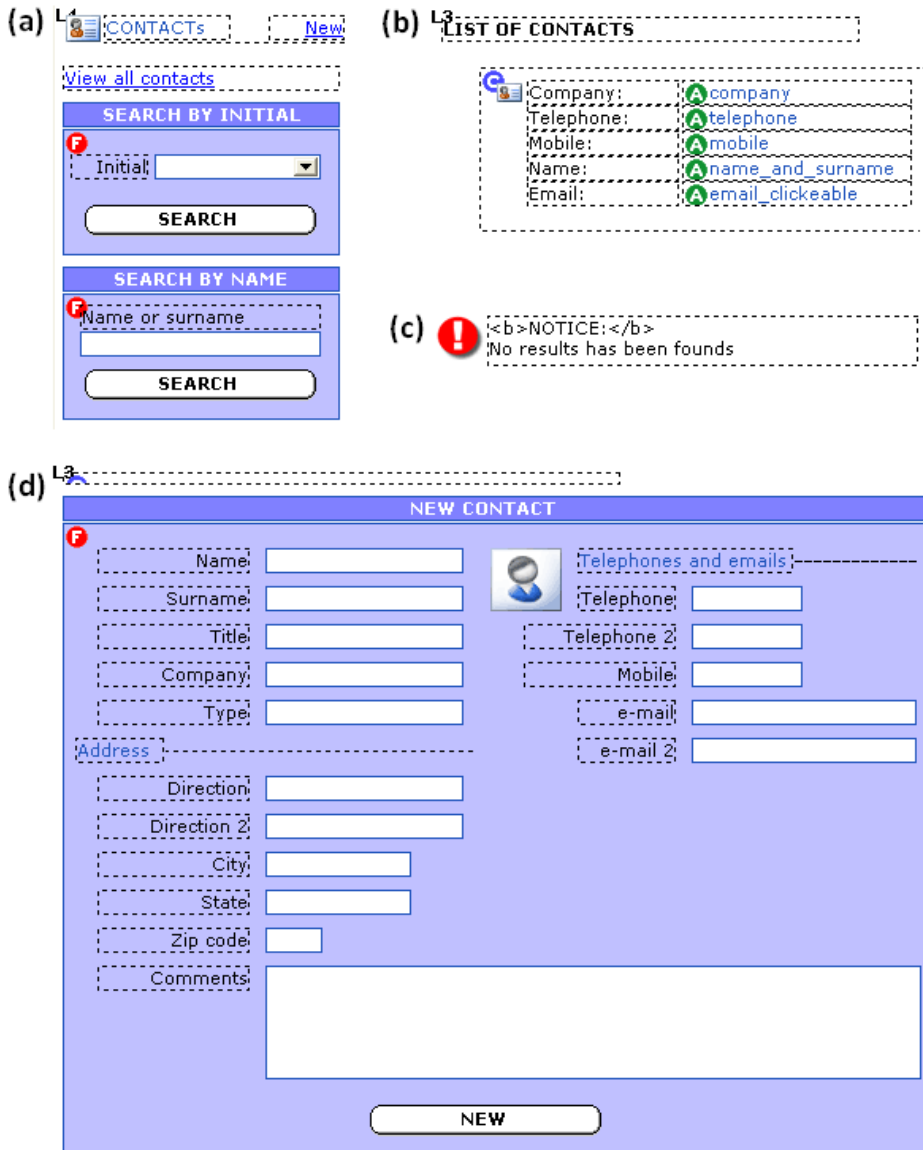 (a) L1 CONTACTs New
View all contacts
SEARCH BY INITIAL
F
Initial
SEARCH
SEARCH BY NAME
F
Name or surname
SEARCH
(b) L3 LIST OF CONTACTS
C
Company: A company
Telephone: A telephone
Mobile: A mobile
Name: A name_and_surname
Email: A email_clickeable
(c) ! <b>NOTICE:</b>
No results has been founds
(d) L3
NEW CONTACT
F
Name
Surname
Title
Company
Type
Address
Direction
Direction 2
City
State
Zip code
Comments
Telephones and emails
Telephone
Telephone 2
Mobile
e-mail
e-mail 2
NEW